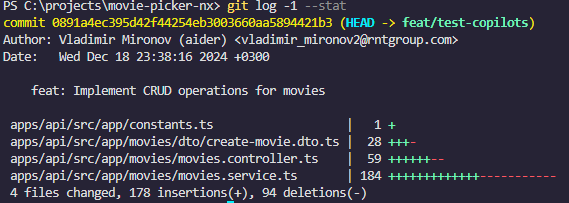 PS C:\projects\movie-picker-nx> git log -1 --stat
commit 0891a4ec395d42f44254eb3003660aa5894421b3 (HEAD -> feat/test-copilots)
Author: Vladimir Mironov (aider) <vladimir_mironov2@rntgroup.com>
Date:   Wed Dec 18 23:38:16 2024 +0300
    feat: Implement CRUD operations for movies
 apps/api/src/app/constants.ts                   |   1 +
 apps/api/src/app/movies/dto/create-movie.dto.ts |  28 +++-
 apps/api/src/app/movies/movies.controller.ts    |  59 ++++++--
 apps/api/src/app/movies/movies.service.ts       | 184 +++++++++++++-----------
 4 files changed, 178 insertions(+), 94 deletions(-)